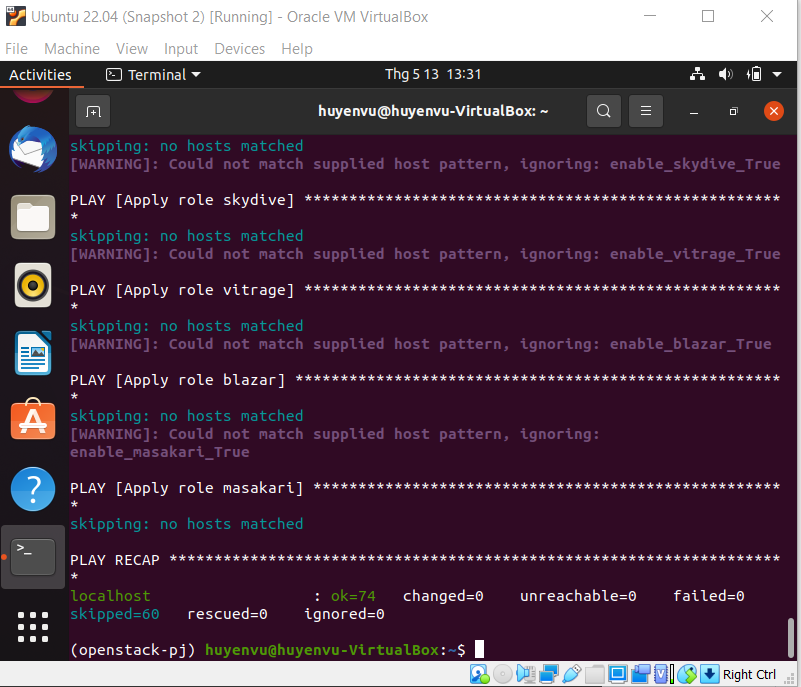 Ubuntu 22.04 (Snapshot 2) [Running] - Oracle VM VirtualBox
File Machine View Input Devices Help
Activities Terminal Thg 5 13 13:31
huyenvu@huyenvu-VirtualBox: ~
skipping: no hosts matched
[WARNING]: Could not match supplied host pattern, ignoring: enable_skydive_True
PLAY [Apply role skydive] *****************************************************
*
skipping: no hosts matched
[WARNING]: Could not match supplied host pattern, ignoring: enable_vitrage_True
PLAY [Apply role vitrage] *****************************************************
*
skipping: no hosts matched
[WARNING]: Could not match supplied host pattern, ignoring: enable_blazar_True
PLAY [Apply role blazar] ******************************************************
*
skipping: no hosts matched
[WARNING]: Could not match supplied host pattern, ignoring:
enable_masakari_True
PLAY [Apply role masakari] ****************************************************
*
skipping: no hosts matched
PLAY RECAP ********************************************************************
*
localhost : ok=74 changed=0 unreachable=0 failed=0
skipped=60 rescued=0 ignored=0
(openstack-pj) huyenvu@huyenvu-VirtualBox:~$
Right Ctrl